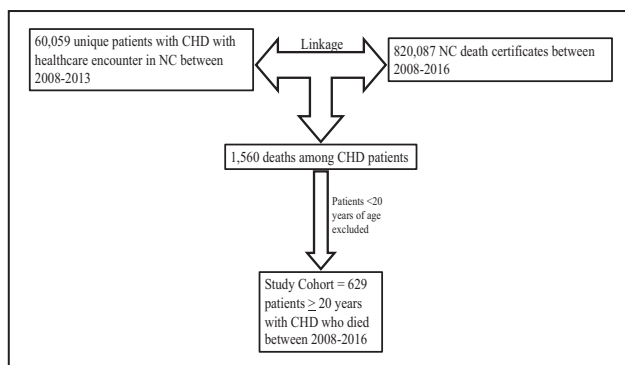 60,059 unique patients with CHD with
healthcare encounter in NC between
2008-2013
Linkage
820,087 NC death certificates between
2008-2016
1,560 deaths among CHD patients
Patients <20
years of age
excluded
Study Cohort = 629
patients ≥ 20 years
with CHD who died
between 2008-2016